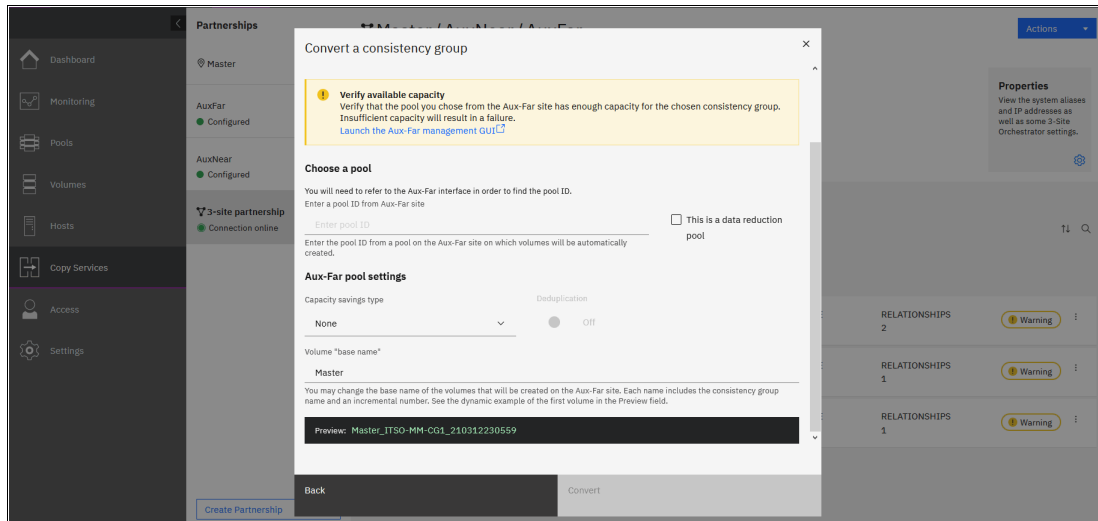 Partnerships
Master / AuxNear / AuxFar
Actions
Dashboard
Monitoring
Pools
Volumes
Hosts
Copy Services
Access
Settings
Master
AuxFar
Configured
AuxNear
Configured
3-site partnership
Connection online
Create Partnership
Convert a consistency group
Verify available capacity
Verify that the pool you chose from the Aux-Far site has enough capacity for the chosen consistency group.
Insufficient capacity will result in a failure.
Launch the Aux-Far management GUI
Choose a pool
You will need to refer to the Aux-Far interface in order to find the pool ID.
Enter a pool ID from Aux-Far site
Enter pool ID
This is a data reduction
pool
Enter the pool ID from a pool on the Aux-Far site on which volumes will be automatically
created.
Aux-Far pool settings
Capacity savings type
Deduplication
None
Off
Volume "base name"
Master
You may change the base name of the volumes that will be created on the Aux-Far site. Each name includes the consistency group
name and an incremental number. See the dynamic example of the first volume in the Preview field.
Preview: Master_ITSO-MM-CG1_210312230559
Back
Convert
Properties
View the system aliases
and IP addresses as
well as some 3-Site
Orchestrator settings.
RELATIONSHIPS
2
Warning
RELATIONSHIPS
1
Warning
RELATIONSHIPS
1
Warning